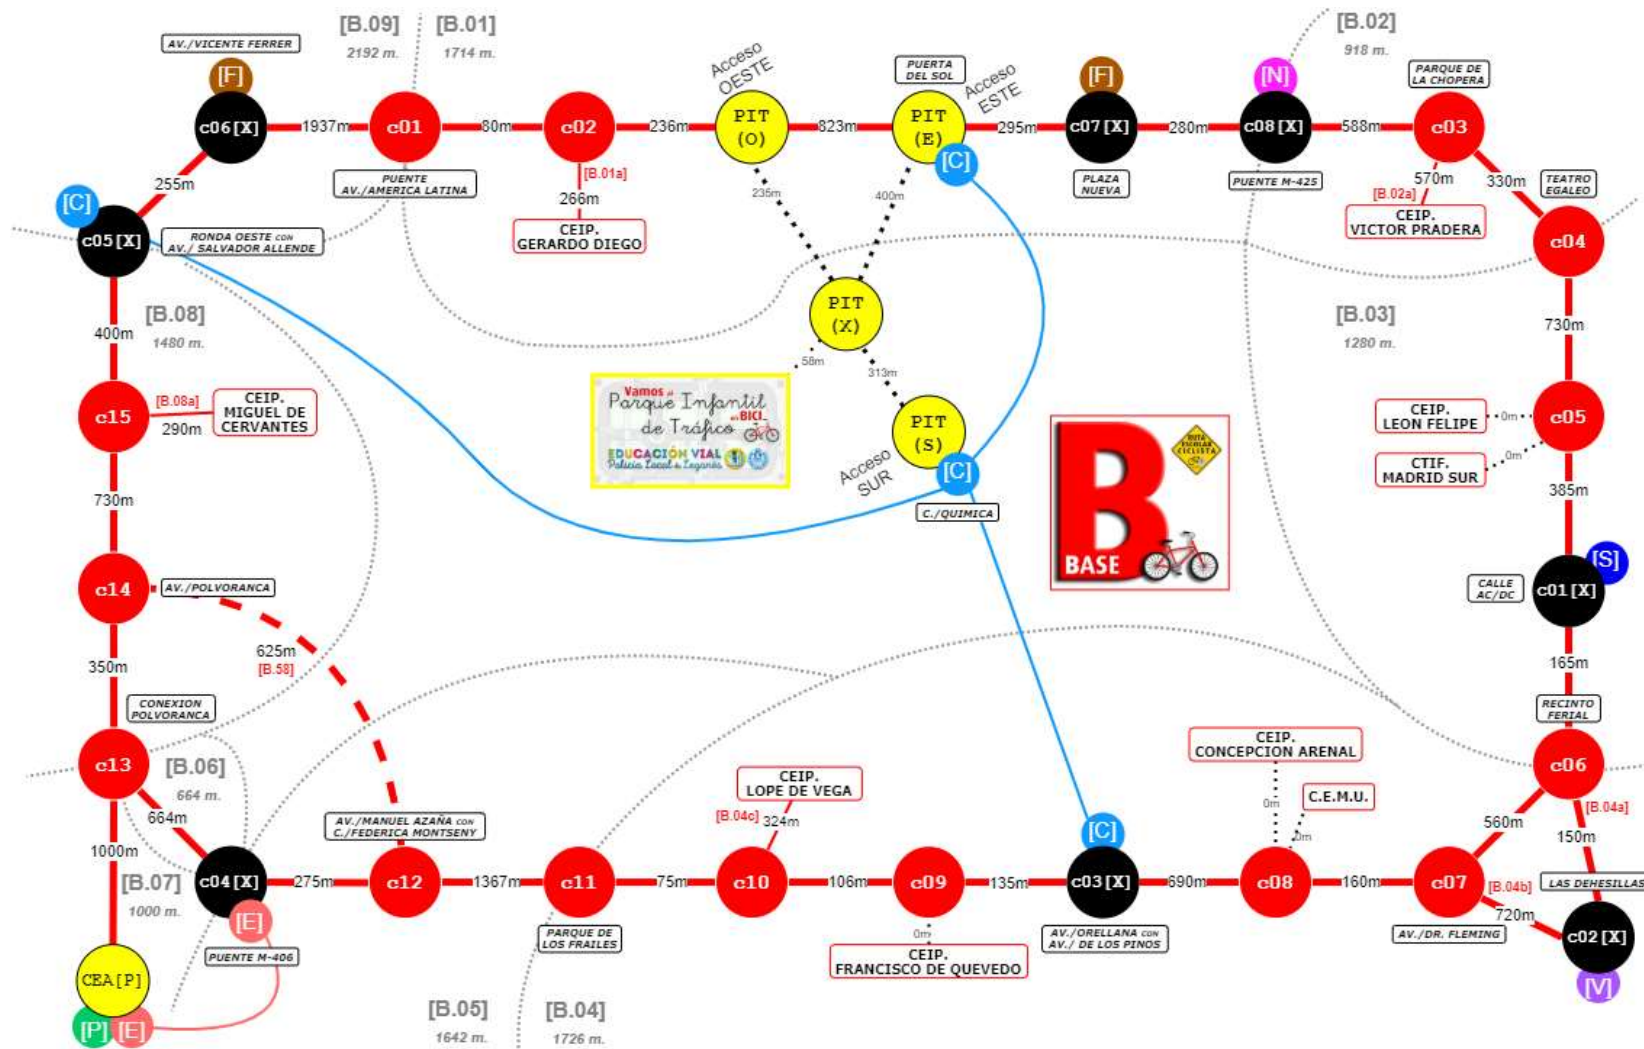 [B.09]
2192 m.
[B.01]
1714 m.
[B.02]
918 m.
AV./VICENTE FERRER
[F]
c06[X]
1937m
c01
80m
c02
236m
Acceso
OESTE
PIT
(O)
823m
PUERTA
DEL SOL
Acceso
ESTE
PIT
(E)
[C]
295m
[F]
c07[X]
PLAZA
NUEVA
280m
[N]
c08[X]
PUENTE M-425
588m
PARQUE DE
LA CHOPERA
c03
570m
[B.02a]
CEIP.
VICTOR PRADERA
330m
TEATRO
EGALEO
c04
PUENTE
AV./AMERICA LATINA
[B.01a]
266m
CEIP.
GERARDO DIEGO
255m
[C]
c05[X]
RONDA OESTE CON
AV./ SALVADOR ALLENDE
235m
400m
PIT
(X)
58m
313m
PIT
(S)
[C]
Acceso
SUR
C./QUIMICA
Vamos al
Parque Infantil
en BICI
de Tráfico
EDUCACIÓN VIAL
Policía Local de Leganés
B
BASE
RUTA
ESCOLAR
CICLISTA
[B.03]
1280 m.
730m
CEIP.
LEON FELIPE
0m
c05
CTIF.
MADRID SUR
0m
385m
[S]
CALLE
AC/DC
c01[X]
165m
RECINTO
FERIAL
c06
400m
[B.08]
1480 m.
c15
[B.08a]
290m
CEIP.
MIGUEL DE
CERVANTES
730m
c14
AV./POLVORANCA
625m
[B.58]
350m
CONEXION
POLVORANCA
c13
[B.06]
664 m.
664m
1000m
[B.07]
1000 m.
c04[X]
[E]
PUENTE M-406
CEA[P]
[P]
[E]
275m
AV./MANUEL AZAÑA CON
C./FEDERICA MONTSENY
c12
1367m
c11
PARQUE DE
LOS FRAILES
75m
CEIP.
LOPE DE VEGA
[B.04c]
324m
c10
106m
c09
0m
CEIP.
FRANCISCO DE QUEVEDO
135m
[C]
c03[X]
AV./ORELLANA CON
AV./ DE LOS PINOS
690m
CEIP.
CONCEPCION ARENAL
0m
C.E.M.U.
0m
c08
160m
c07
AV./DR. FLEMING
560m
[B.04a]
150m
[B.04b]
720m
LAS DEHESILLAS
c02[X]
[V]
[B.05]
1642 m.
[B.04]
1726 m.